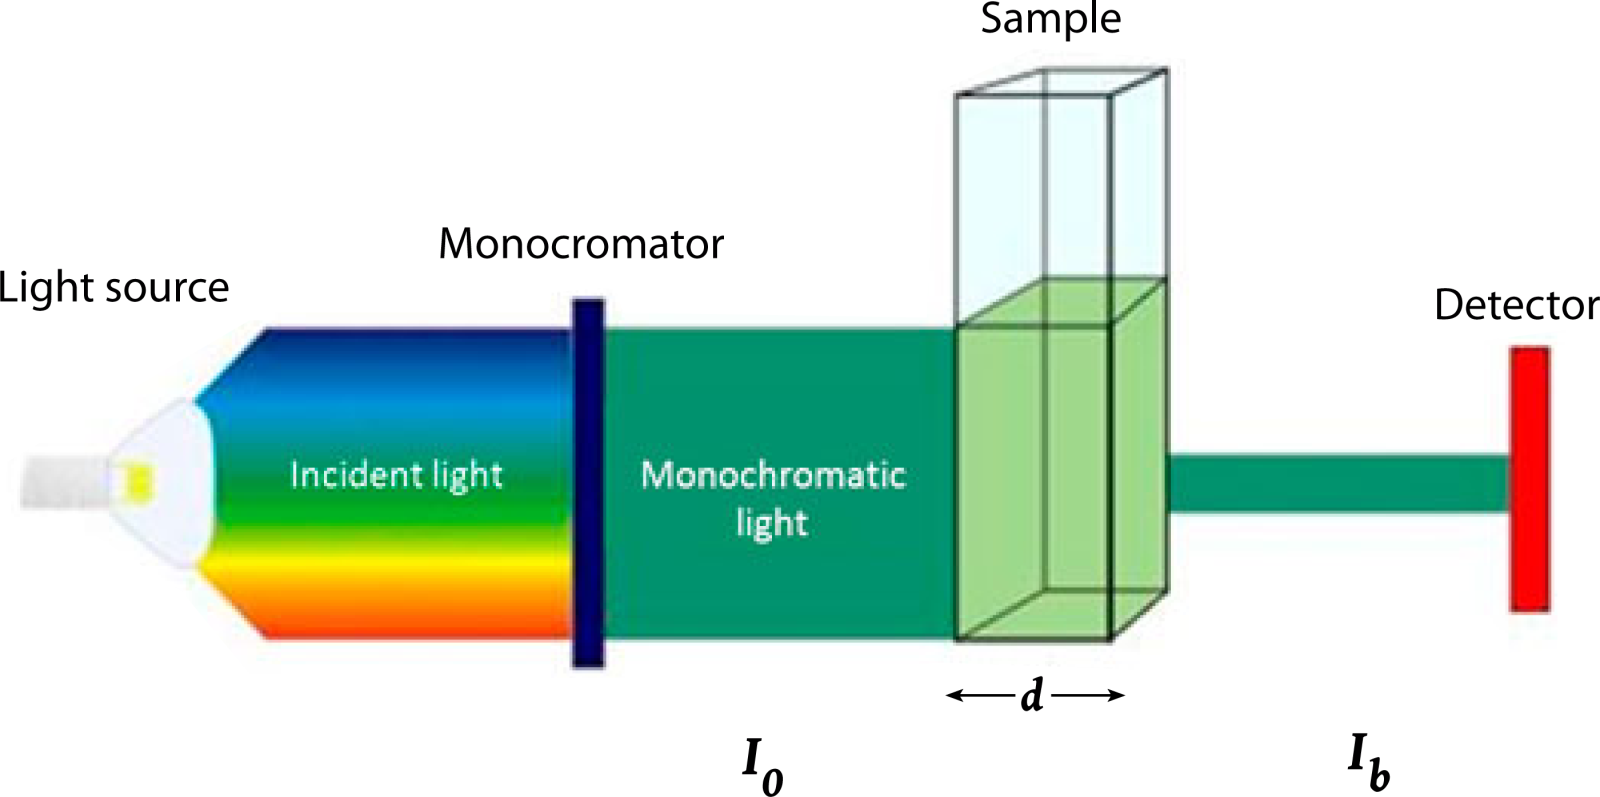 Sample
Monocromator
Light source
Detector
Incident light
Monochromatic
light
d
I0
Ib